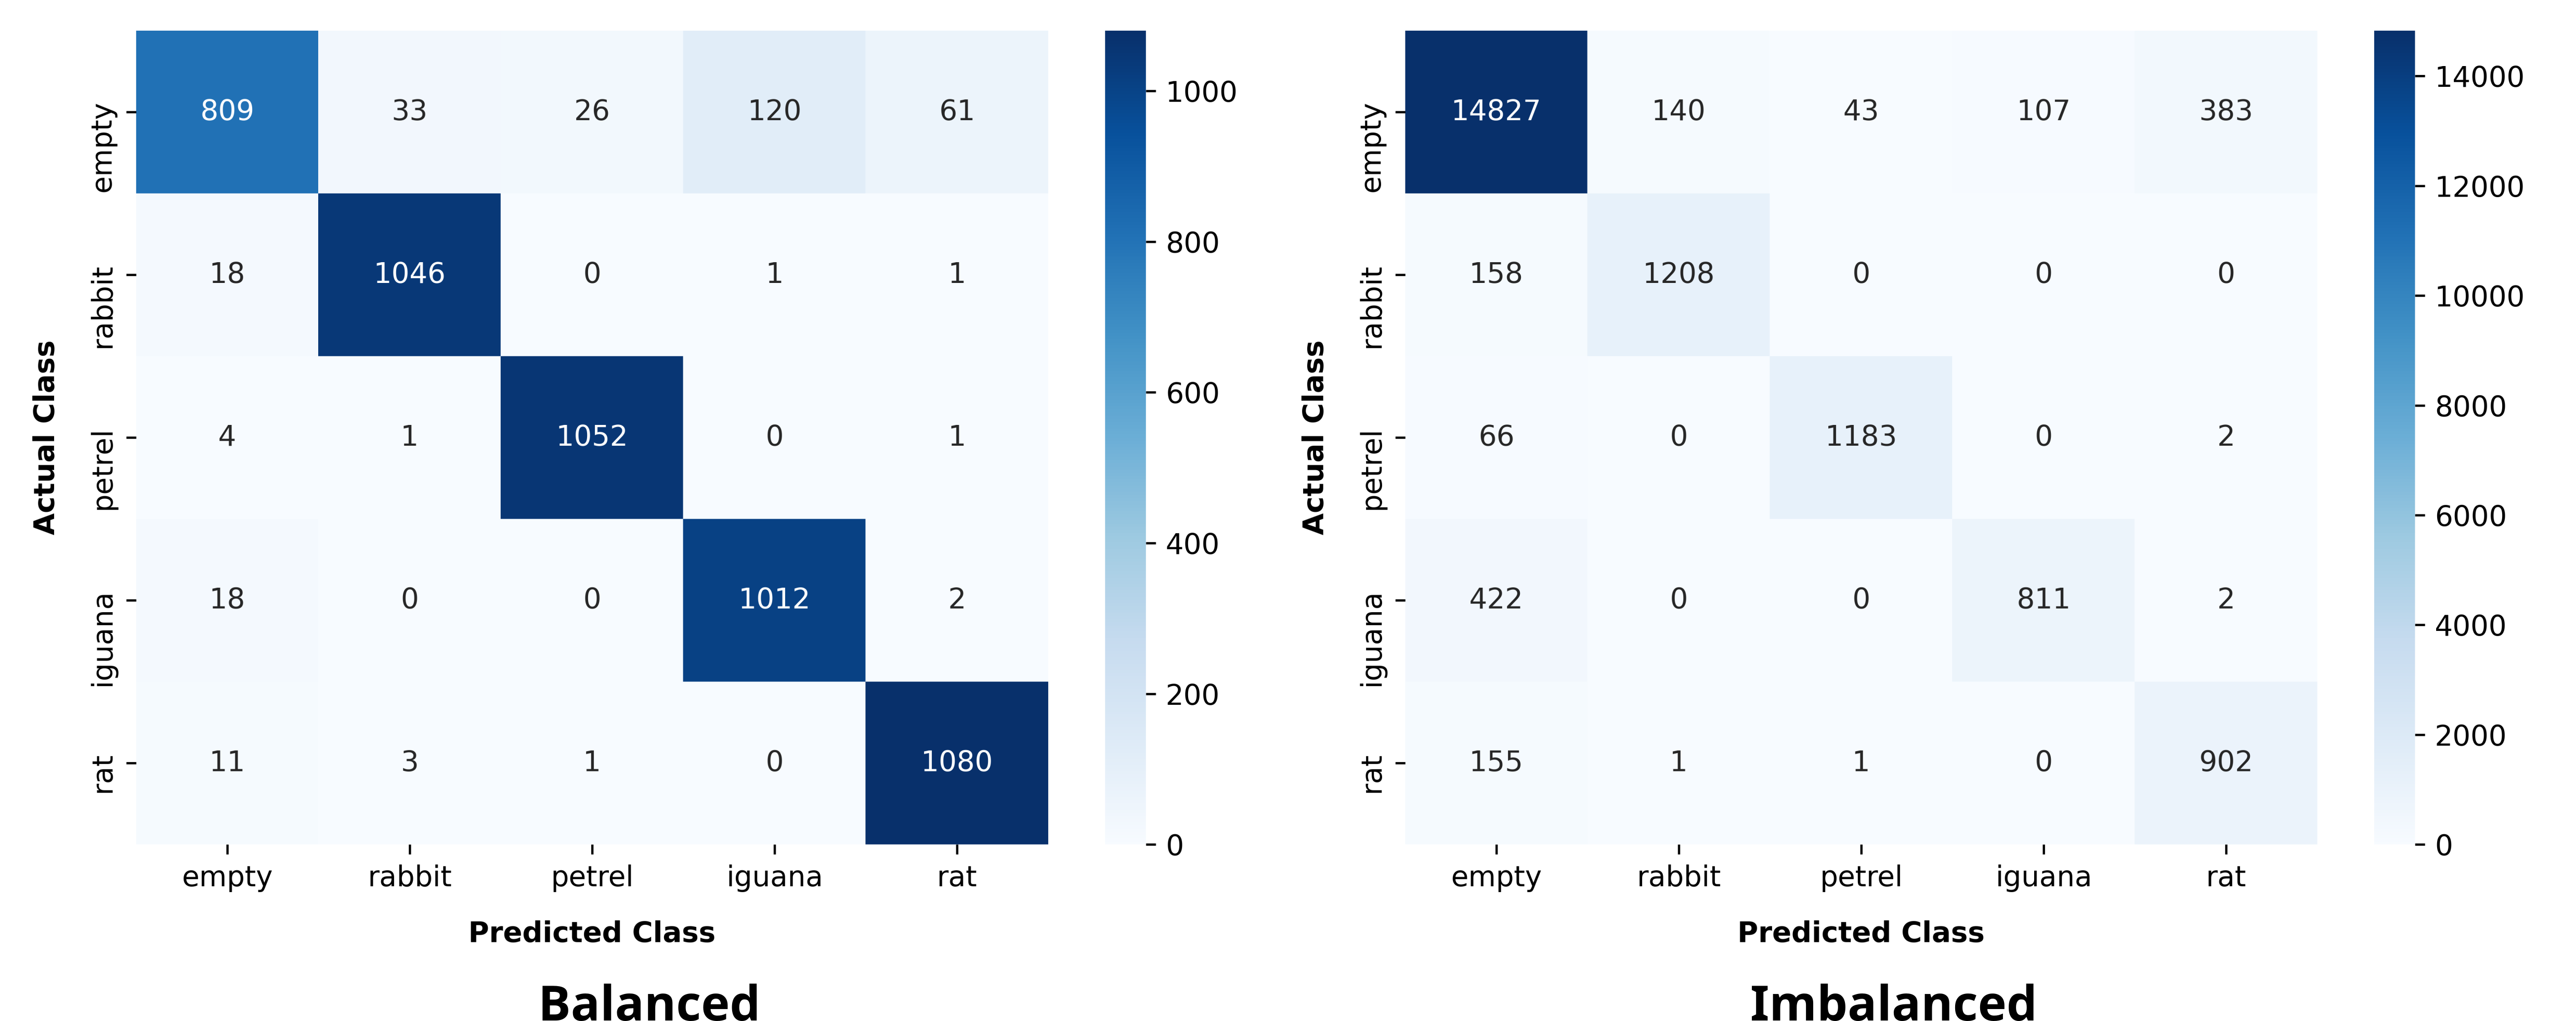 empty 809 33 26 120 61
rabbit 18 1046 0 1 1
petrel 4 1 1052 0 1
iguana 18 0 0 1012 2
rat 11 3 1 0 1080
empty rabbit petrel iguana rat
Actual Class
Predicted Class
1000
800
600
400
200
0
Balanced
empty 14827 140 43 107 383
rabbit 158 1208 0 0 0
petrel 66 0 1183 0 2
iguana 422 0 0 811 2
rat 155 1 1 0 902
empty rabbit petrel iguana rat
Actual Class
Predicted Class
14000
12000
10000
8000
6000
4000
2000
0
Imbalanced